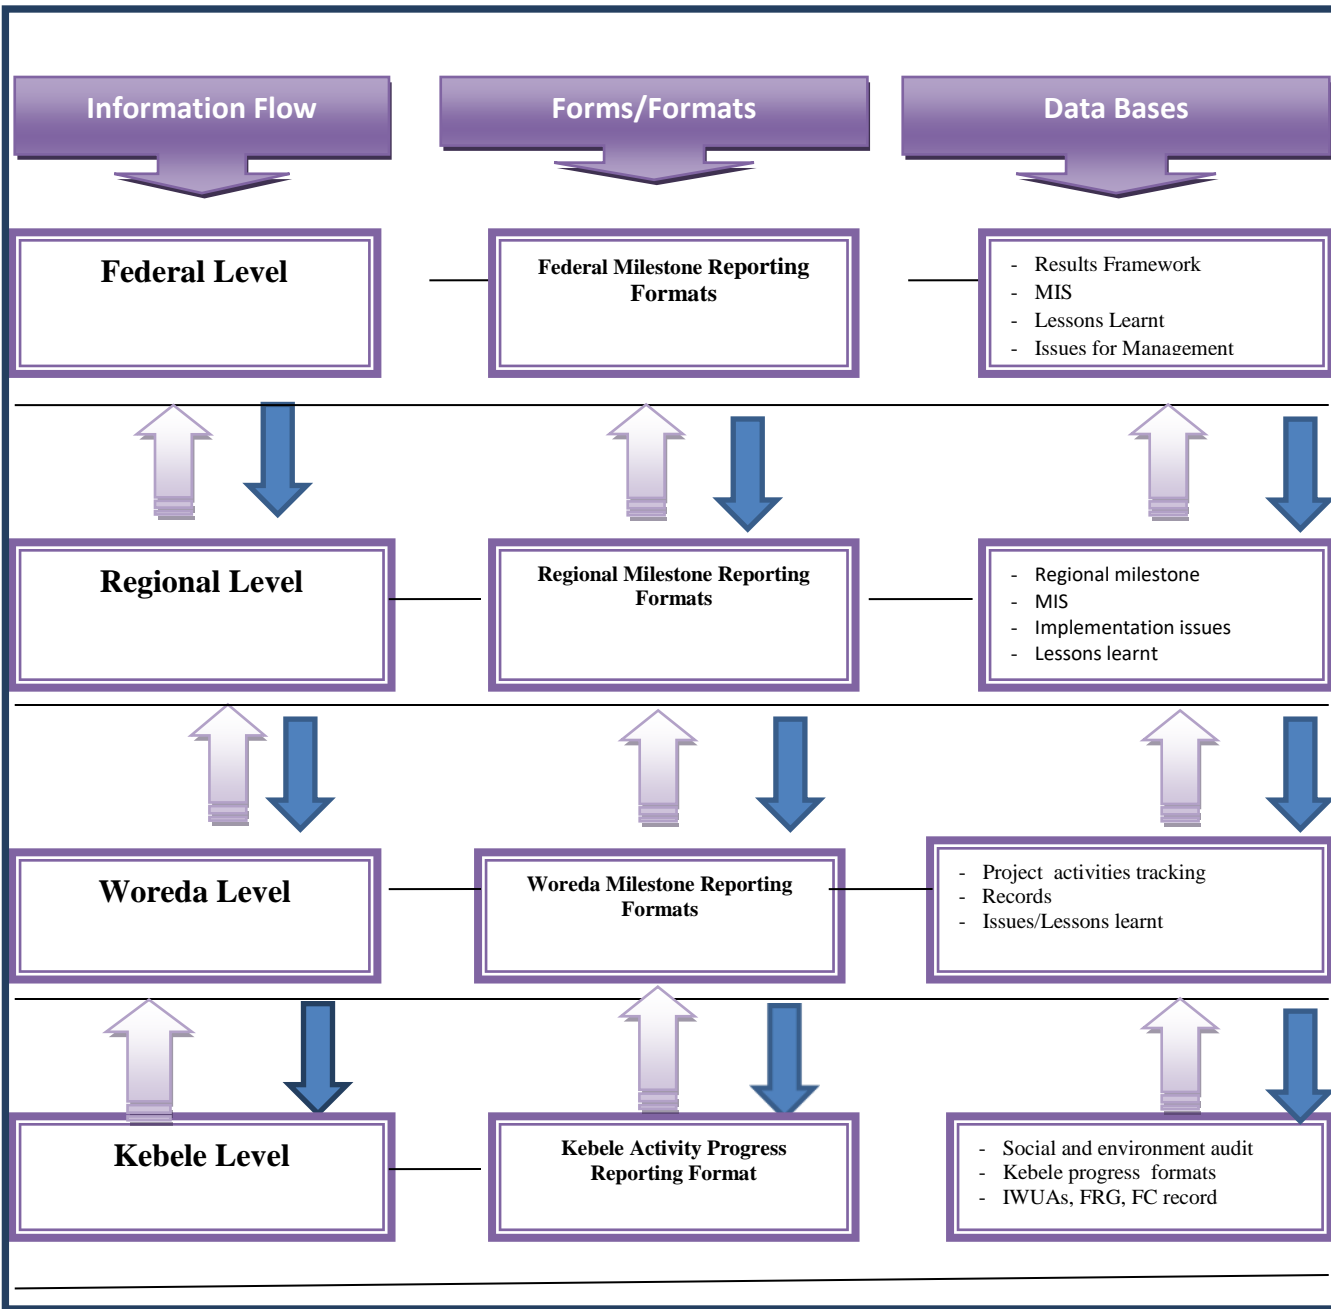 Information Flow
Forms/Formats
Data Bases
Federal Level
Federal Milestone Reporting
Formats
- Results Framework
- MIS
- Lessons Learnt
- Issues for Management
Regional Level
Regional Milestone Reporting
Formats
- Regional milestone
- MIS
- Implementation issues
- Lessons learnt
Woreda Level
Woreda Milestone Reporting
Formats
- Project activities tracking
- Records
- Issues/Lessons learnt
Kebele Level
Kebele Activity Progress
Reporting Format
- Social and environment audit
- Kebele progress formats
- IWUAs, FRG, FC record